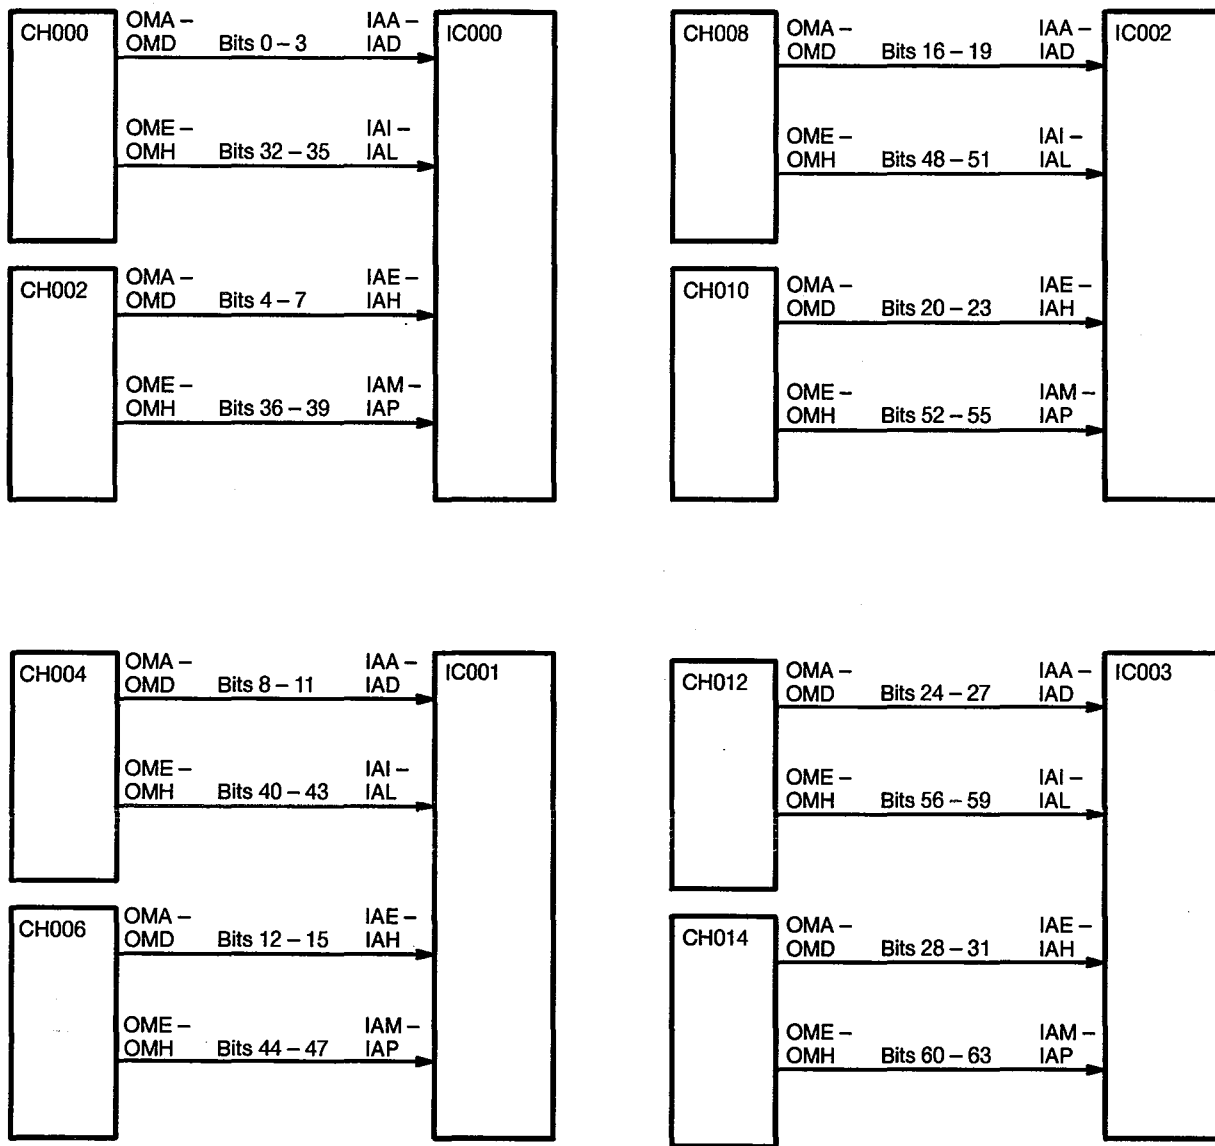 CH000
OMA –
OMD Bits 0 – 3
IAA –
IAD
IC000
OME –
OMH Bits 32 – 35
IAI –
IAL
CH002
OMA –
OMD Bits 4 – 7
IAE –
IAH
OME –
OMH Bits 36 – 39
IAM –
IAP
CH008
OMA –
OMD Bits 16 – 19
IAA –
IAD
IC002
OME –
OMH Bits 48 – 51
IAI –
IAL
CH010
OMA –
OMD Bits 20 – 23
IAE –
IAH
OME –
OMH Bits 52 – 55
IAM –
IAP
CH004
OMA –
OMD Bits 8 – 11
IAA –
IAD
IC001
OME –
OMH Bits 40 – 43
IAI –
IAL
CH006
OMA –
OMD Bits 12 – 15
IAE –
IAH
OME –
OMH Bits 44 – 47
IAM –
IAP
CH012
OMA –
OMD Bits 24 – 27
IAA –
IAD
IC003
OME –
OMH Bits 56 – 59
IAI –
IAL
CH014
OMA –
OMD Bits 28 – 31
IAE –
IAH
OME –
OMH Bits 60 – 63
IAM –
IAP